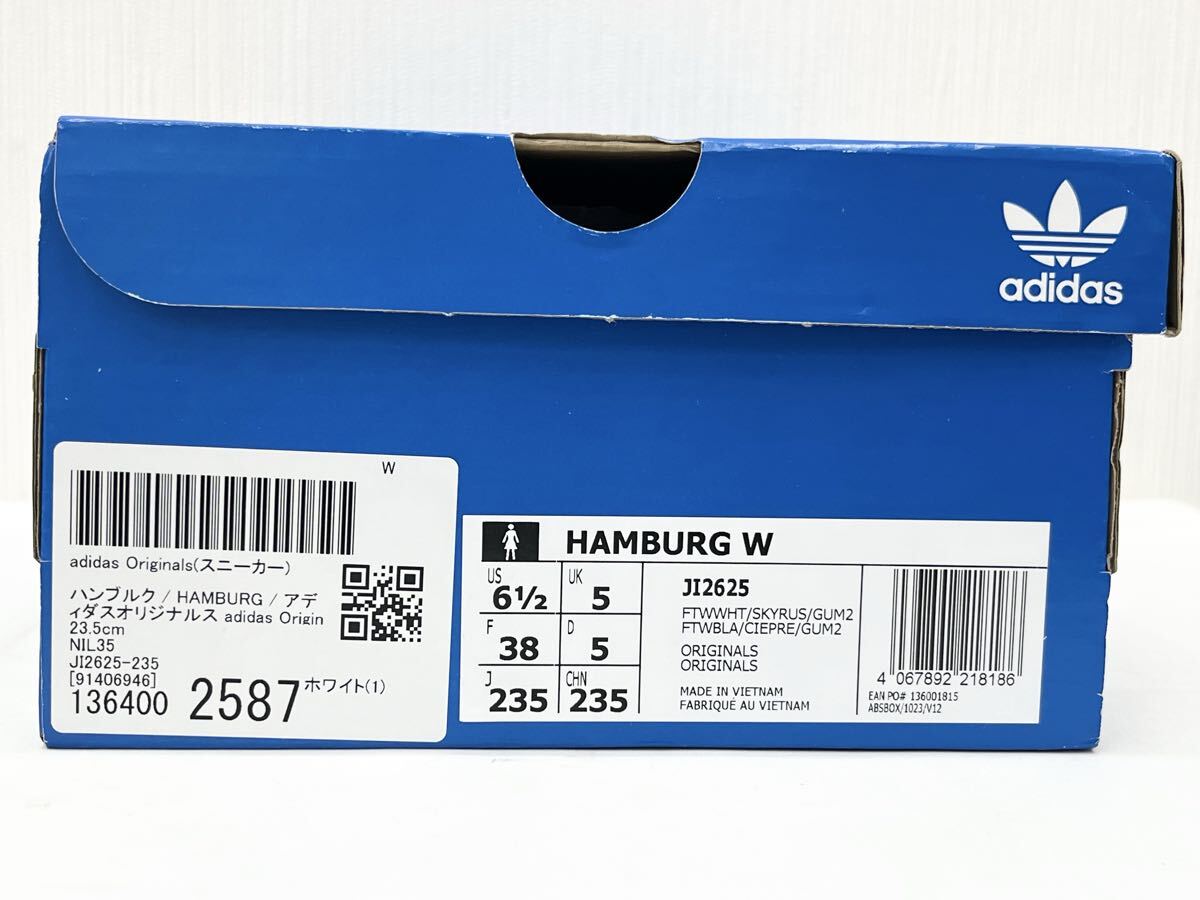 adidas
W
adidas Originals(スニーカー)
ハンブルク / HAMBURG / アデ
ィダスオリジナルス adidas Origin
23.5cm
NIL35
JI2625-235
[91406946]
136400 2587 ホワイト(1)
HAMBURG W
US 6½ UK 5
F 38 D 5
J 235 CHN 235
JI2625
FTWWHT/SKYRUS/GUM2
FTWBLA/CIEPRE/GUM2
ORIGINALS
ORIGINALS
MADE IN VIETNAM
FABRIQUÉ AU VIETNAM
4 067892 218186
EAN PO# 136001815
ABSBOX/1023/V12